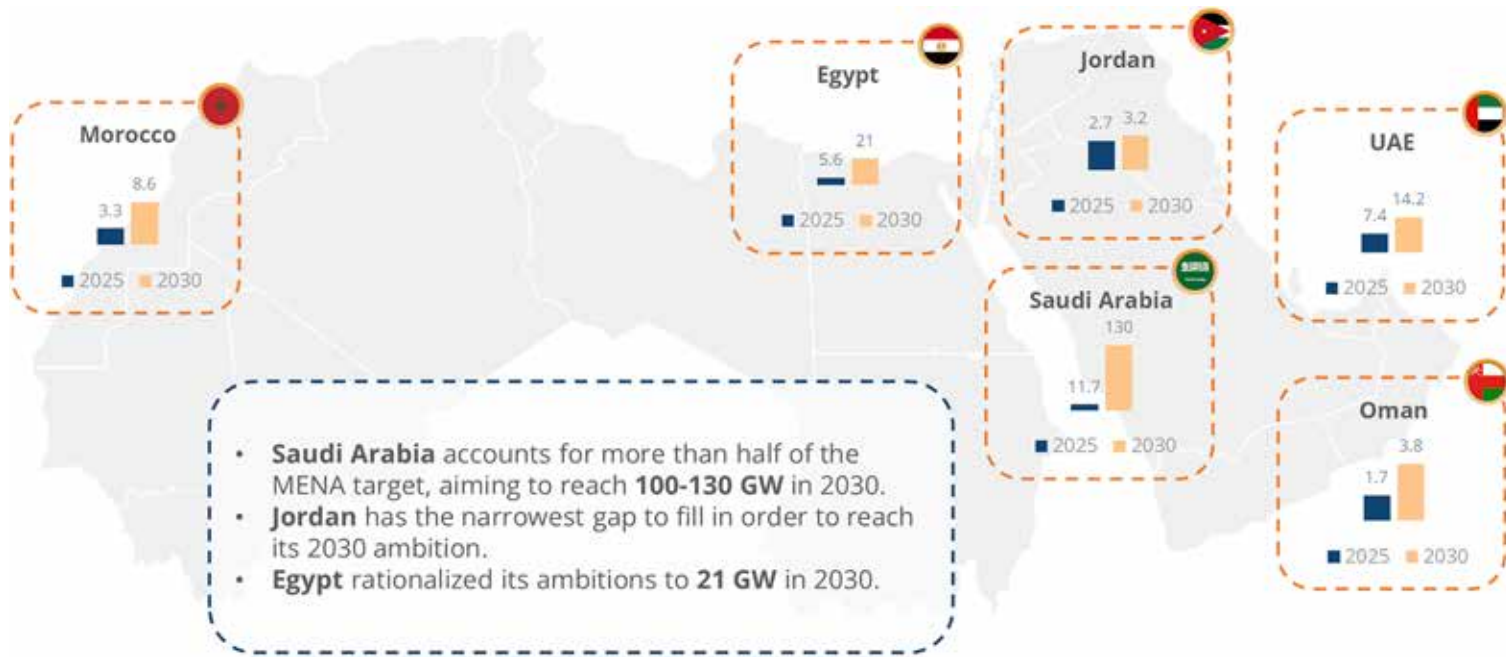 Morocco
3.3
8.6
2025 2030
Egypt
5.6
21
2025 2030
Jordan
2.7
3.2
2025 2030
UAE
7.4
14.2
2025 2030
Saudi Arabia
11.7
130
2025 2030
Oman
1.7
3.8
2025 2030
• Saudi Arabia accounts for more than half of the
MENA target, aiming to reach 100-130 GW in 2030.
• Jordan has the narrowest gap to fill in order to reach
its 2030 ambition.
• Egypt rationalized its ambitions to 21 GW in 2030.